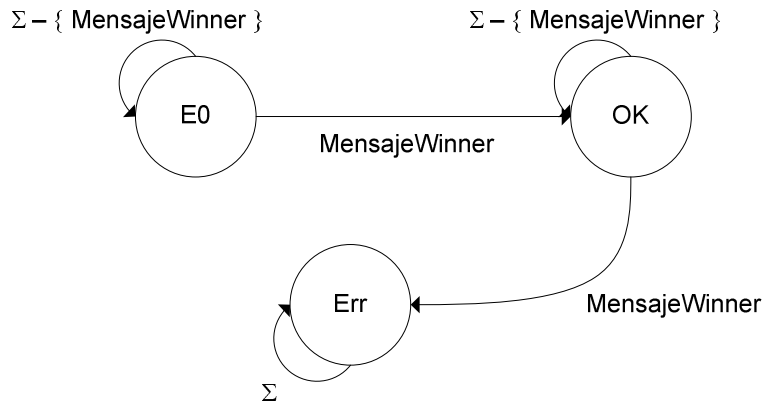 Σ – { MensajeWinner }
Σ – { MensajeWinner }
E0
OK
MensajeWinner
Err
MensajeWinner
Σ